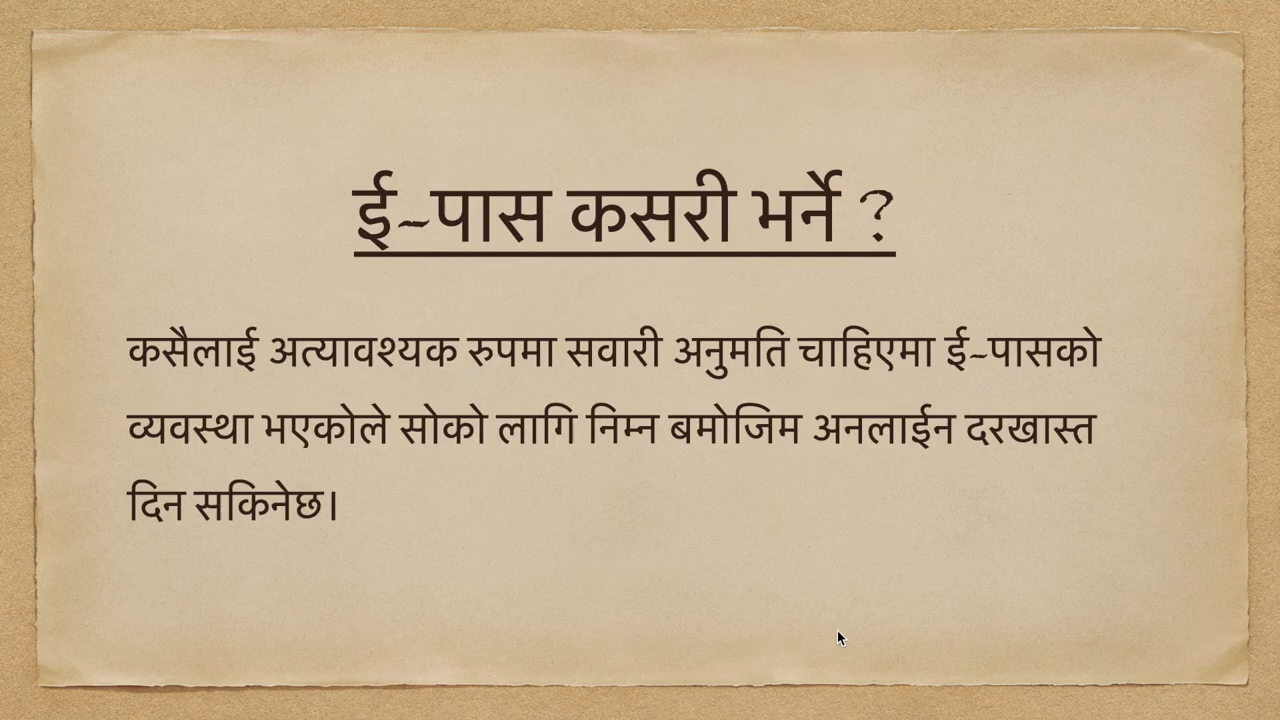 ई-पास कसरी भर्ने ?
कसैलाई अत्यावश्यक रुपमा सवारी अनुमति चाहिएमा ई-पासको
व्यवस्था भएकोले सोको लागि निम्न बमोजिम अनलाईन दरखास्त
दिन सकिनेछ।